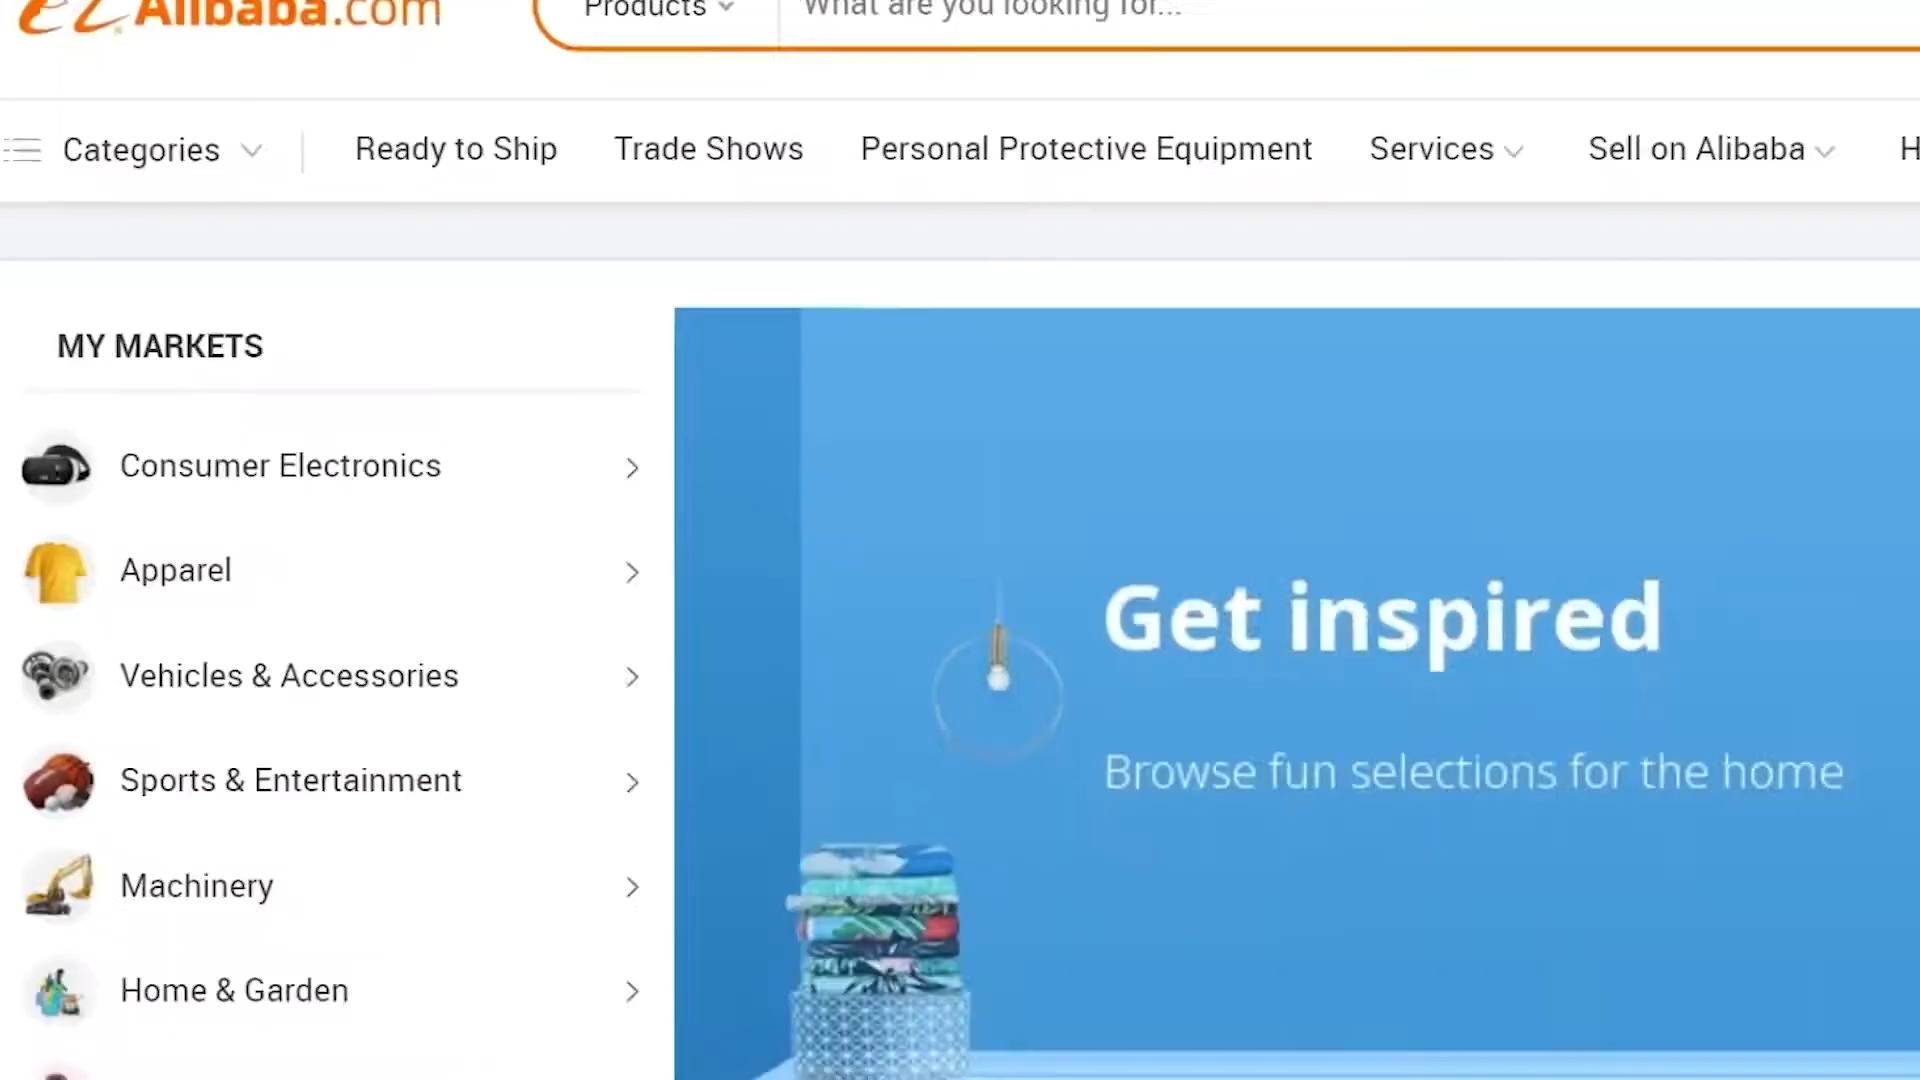 Alibaba.com
Products
What are you looking for...
Categories
Ready to Ship
Trade Shows
Personal Protective Equipment
Services
Sell on Alibaba
MY MARKETS
Consumer Electronics
Apparel
Vehicles & Accessories
Sports & Entertainment
Machinery
Home & Garden
Get inspired
Browse fun selections for the home